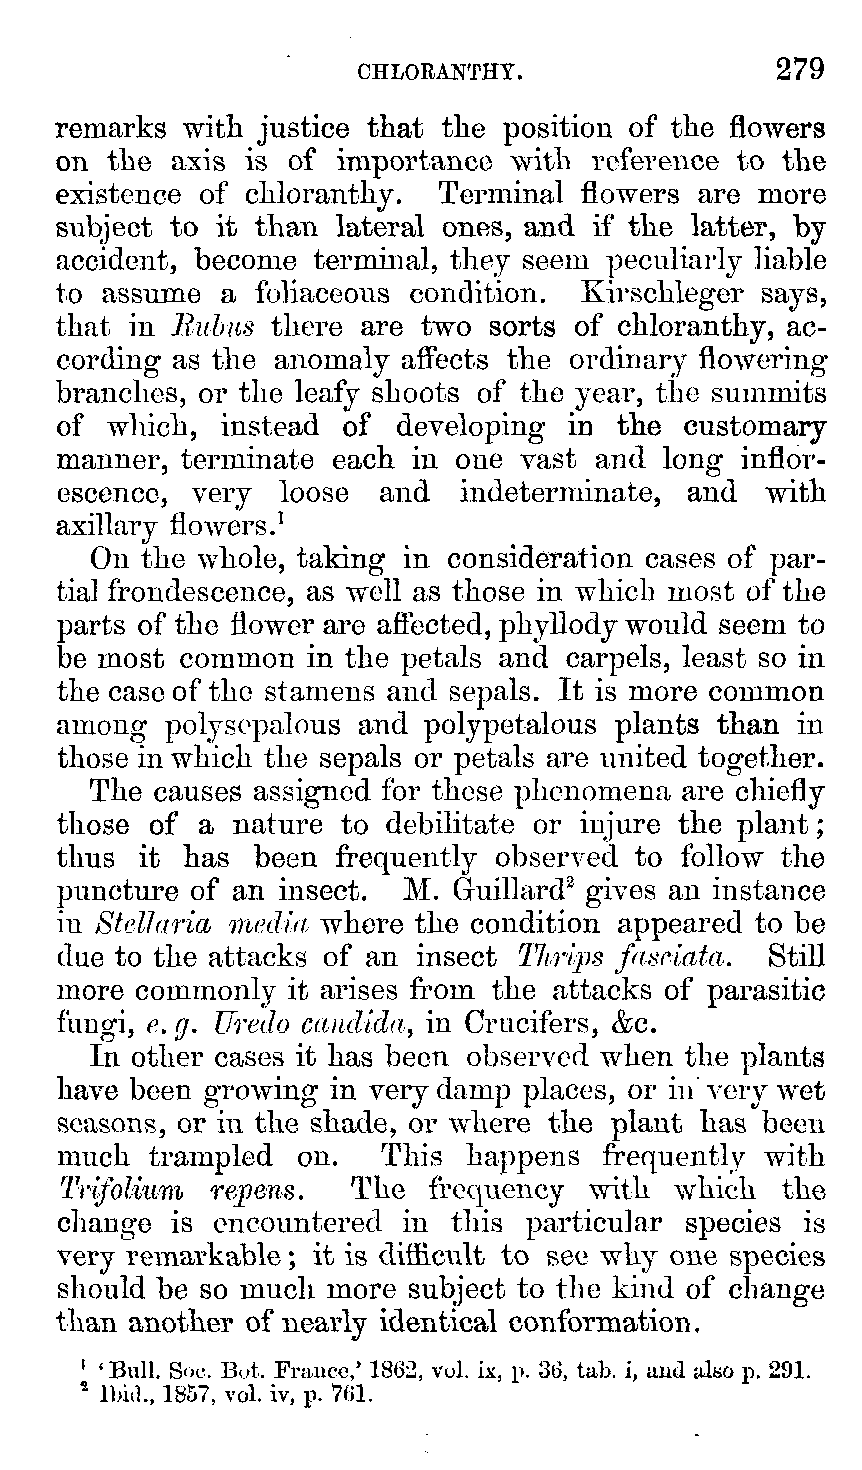 CHLORANTHY. 279
remarks with justice that the position of the flowers
on the axis is of importance with reference to the
existence of chloranthy. Terminal flowers are more
subject to it than lateral ones, and if the latter, by
accident, become terminal, they seem peculiarly liable
to assume a foliaceous condition. Kirschleger says,
that in Rubus there are two sorts of chloranthy, ac-
cording as the anomaly affects the ordinary flowering
branches, or the leafy shoots of the year, the summits
of which, instead of developing in the customary
manner, terminate each in one vast and long inflor-
escence, very loose and indeterminate, and with
axillary flowers.¹
On the whole, taking in consideration cases of par-
tial frondescence, as well as those in which most of the
parts of the flower are affected, phyllody would seem to
be most common in the petals and carpels, least so in
the case of the stamens and sepals. It is more common
among polysepalous and polypetalous plants than in
those in which the sepals or petals are united together.
The causes assigned for these phenomena are chiefly
those of a nature to debilitate or injure the plant;
thus it has been frequently observed to follow the
puncture of an insect. M. Guillard² gives an instance
in Stellaria media where the condition appeared to be
due to the attacks of an insect Thrips fasciata. Still
more commonly it arises from the attacks of parasitic
fungi, e. g. Uredo candida, in Crucifers, &c.
In other cases it has been observed when the plants
have been growing in very damp places, or in very wet
seasons, or in the shade, or where the plant has been
much trampled on. This happens frequently with
Trifolium repens. The frequency with which the
change is encountered in this particular species is
very remarkable; it is difficult to see why one species
should be so much more subject to the kind of change
than another of nearly identical conformation.
¹ 'Bull. Soc. Bot. France,' 1862, vol. ix, p. 36, tab. i, and also p. 291.
² Ibid., 1857, vol. iv, p. 761.